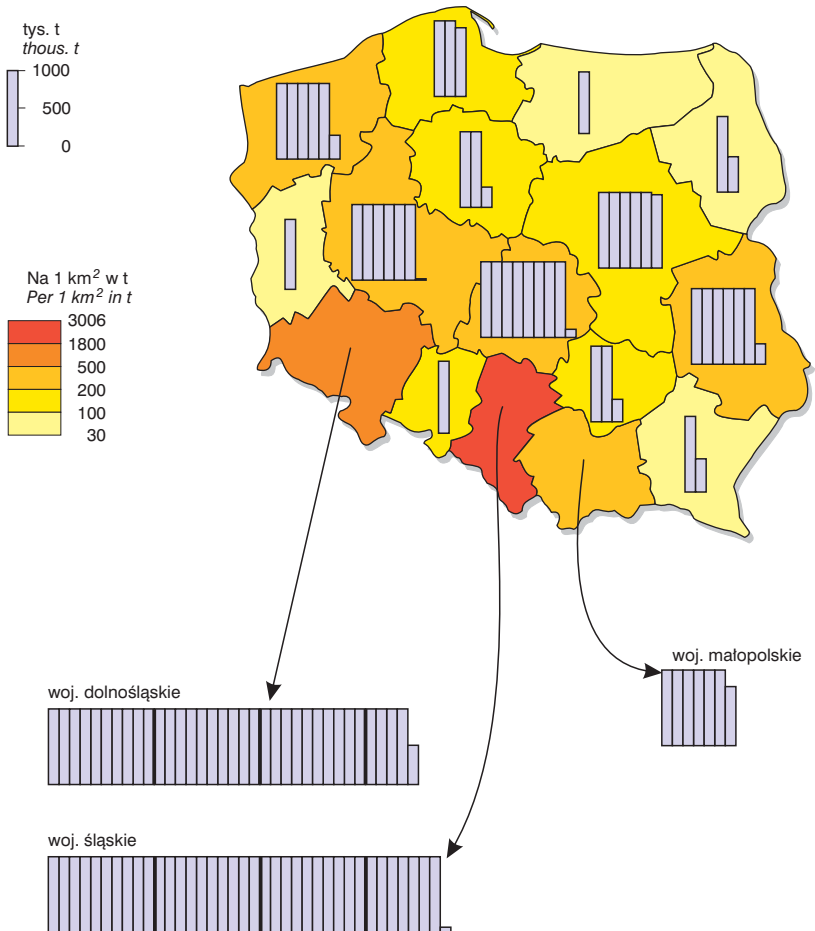 tys. t
thous. t
1000
500
0
Na 1 km² w t
Per 1 km² in t
3006
1800
500
200
100
30
woj. małopolskie
woj. dolnośląskie
woj. śląskie